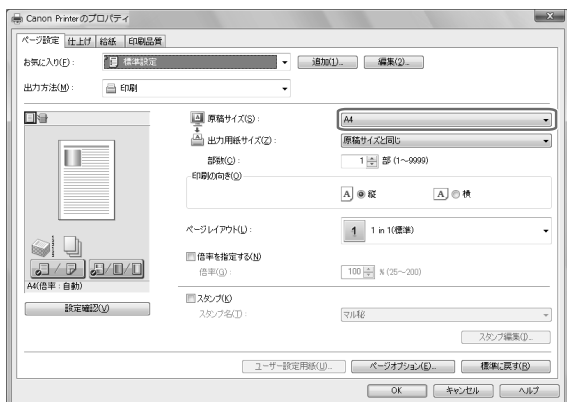 Canon Printer のプロパティ
ページ設定 仕上げ 給紙 印刷品質
お気に入り(F): 標準設定 追加(1)... 編集(2)...
出力方法(M): 印刷
原稿サイズ(S): A4
出力用紙サイズ(Z): 原稿サイズと同じ
部数(C): 1 部 (1～9999)
印刷の向き(O)
A 縦 A 横
ページレイアウト(L): 1 1 in 1(標準)
倍率を指定する(N)
倍率(G): 100 % (25～200)
A4(倍率：自動)
設定確認(V)
スタンプ(K)
スタンプ名(T): マル秘
スタンプ編集(I)...
ユーザー設定用紙(U)... ページオプション(E)... 標準に戻す(R)
OK キャンセル ヘルプ